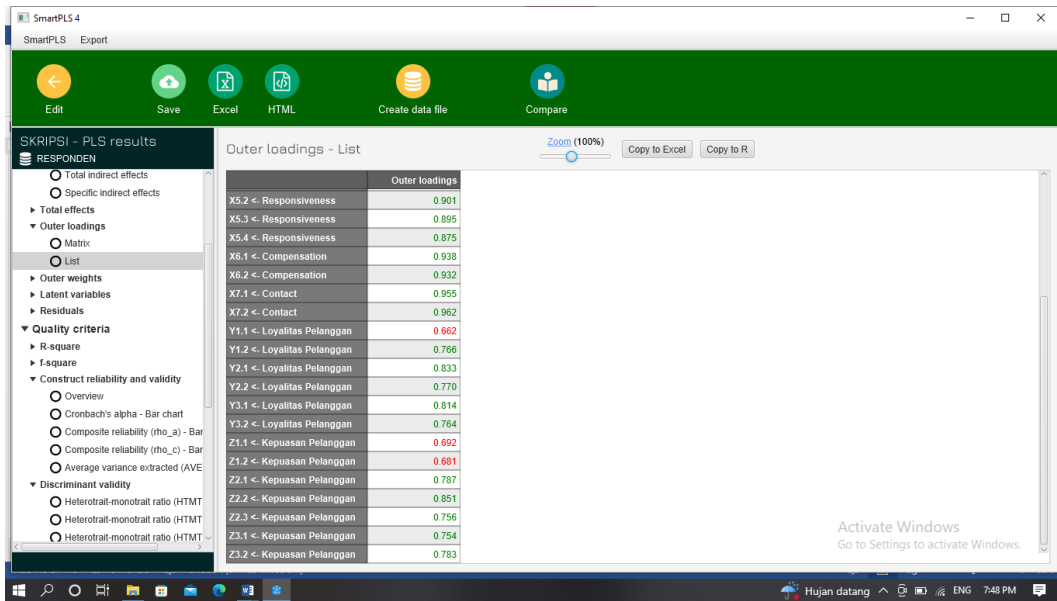 SmartPLS 4
SmartPLS Export
Edit Save Excel HTML Create data file Compare
SKRIPSI - PLS results
RESPONDEN
Total indirect effects
Specific indirect effects
Total effects
Outer loadings
Matrix
List
Outer weights
Latent variables
Residuals
Quality criteria
R-square
f-square
Construct reliability and validity
Overview
Cronbach's alpha - Bar chart
Composite reliability (rho_a) - Bar
Composite reliability (rho_c) - Bar
Average variance extracted (AVE
Discriminant validity
Heterotrait-monotrait ratio (HTMT
Heterotrait-monotrait ratio (HTMT
Heterotrait-monotrait ratio (HTMT
Outer loadings - List
Zoom (100%)
Copy to Excel Copy to R
Outer loadings
X5.2 <- Responsiveness 0.901
X5.3 <- Responsiveness 0.895
X5.4 <- Responsiveness 0.875
X6.1 <- Compensation 0.938
X6.2 <- Compensation 0.932
X7.1 <- Contact 0.955
X7.2 <- Contact 0.962
Y1.1 <- Loyalitas Pelanggan 0.662
Y1.2 <- Loyalitas Pelanggan 0.766
Y2.1 <- Loyalitas Pelanggan 0.833
Y2.2 <- Loyalitas Pelanggan 0.770
Y3.1 <- Loyalitas Pelanggan 0.814
Y3.2 <- Loyalitas Pelanggan 0.764
Z1.1 <- Kepuasan Pelanggan 0.692
Z1.2 <- Kepuasan Pelanggan 0.681
Z2.1 <- Kepuasan Pelanggan 0.787
Z2.2 <- Kepuasan Pelanggan 0.851
Z2.3 <- Kepuasan Pelanggan 0.756
Z3.1 <- Kepuasan Pelanggan 0.754
Z3.2 <- Kepuasan Pelanggan 0.783
Activate Windows
Go to Settings to activate Windows.
Hujan datang ENG 7:48 PM